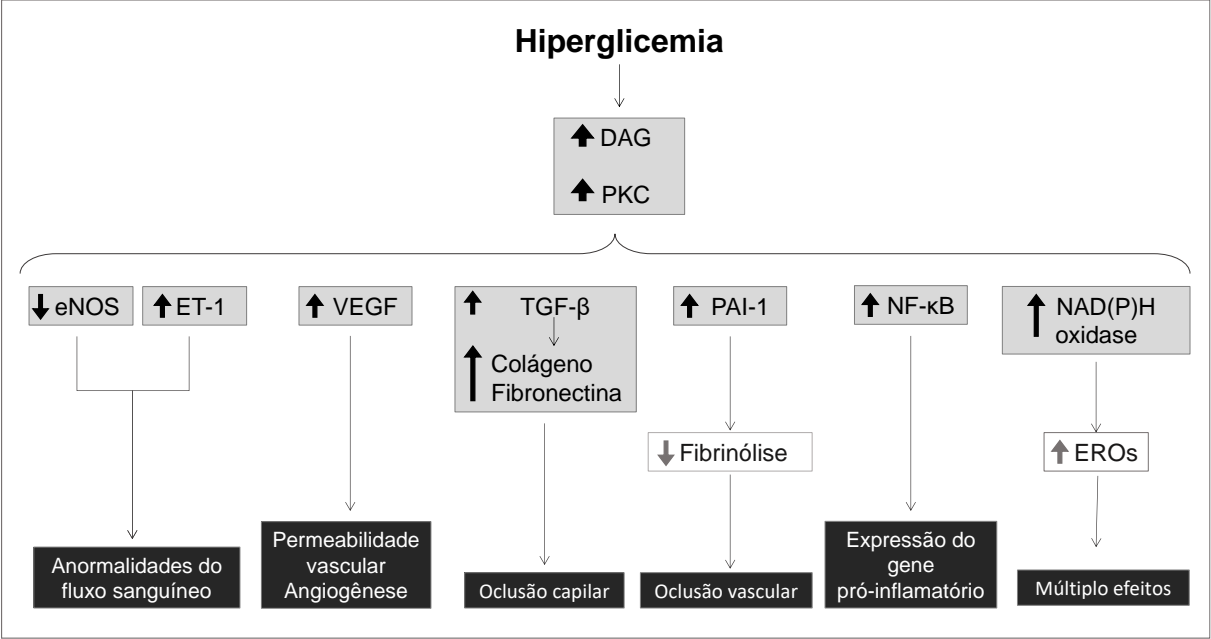 Hiperglicemia
DAG
PKC
eNOS
ET-1
VEGF
TGF-β
Colágeno
Fibronectina
PAI-1
NF-κB
NAD(P)H
oxidase
Fibrinólise
EROs
Anormalidades do
fluxo sanguíneo
Permeabilidade
vascular
Angiogênese
Oclusão capilar
Oclusão vascular
Expressão do
gene
pró-inflamatório
Múltiplo efeitos